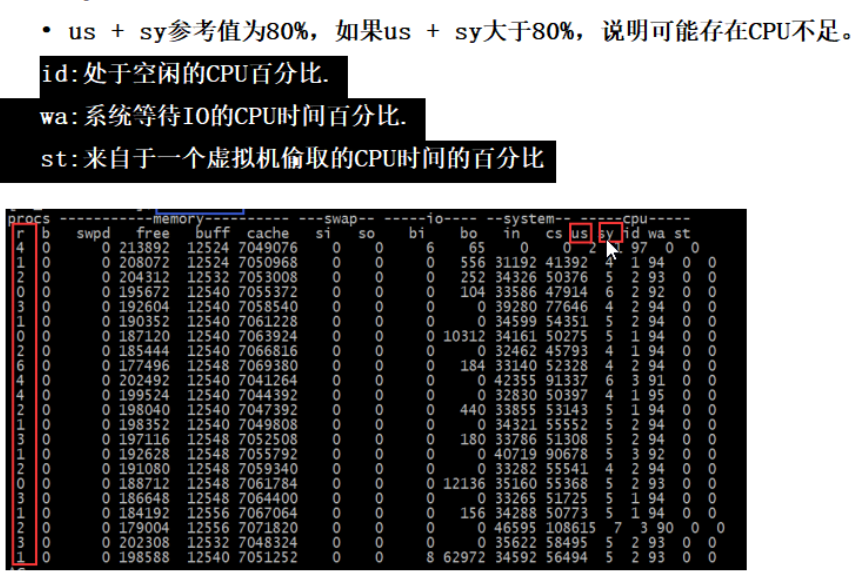 • us + sy参考值为80%，如果us + sy大于80%，说明可能存在CPU不足。
id:处于空闲的CPU百分比.
wa:系统等待IO的CPU时间百分比.
st:来自于一个虚拟机偷取的CPU时间的百分比
procs -----------memory---------- ---swap-- -----io---- --system-- -----cpu-----
r b swpd free buff cache si so bi bo in cs us sy id wa st
4 0 0 213892 12524 7049076 0 0 6 65 0 0 2 1 97 0 0
1 0 0 208072 12524 7050968 0 0 0 556 31192 41392 4 1 94 0 0
2 0 0 204312 12532 7053008 0 0 0 252 34326 50376 5 2 93 0 0
0 0 0 195672 12540 7055372 0 0 0 104 33586 47914 6 2 92 0 0
3 0 0 192604 12540 7058540 0 0 0 0 39280 77646 4 2 94 0 0
1 0 0 190352 12540 7061228 0 0 0 0 34599 54351 5 2 94 0 0
0 0 0 187120 12540 7063924 0 0 0 10312 34161 50275 5 1 94 0 0
2 0 0 185444 12540 7066816 0 0 0 0 32462 45793 4 1 94 0 0
6 0 0 177496 12548 7069380 0 0 0 184 33140 52328 4 2 94 0 0
4 0 0 202492 12540 7041264 0 0 0 0 42355 91337 6 3 91 0 0
4 0 0 199524 12540 7044392 0 0 0 0 32830 50397 4 1 95 0 0
2 0 0 198040 12540 7047392 0 0 0 440 33855 53143 5 1 94 0 0
1 0 0 198352 12540 7049808 0 0 0 0 34321 55552 5 2 94 0 0
3 0 0 197116 12548 7052508 0 0 0 180 33786 51308 5 2 94 0 0
1 0 0 192628 12548 7055792 0 0 0 0 40719 90678 5 3 92 0 0
2 0 0 191080 12548 7059340 0 0 0 0 33282 55541 4 2 94 0 0
0 0 0 188712 12548 7061784 0 0 0 12136 35160 55368 5 2 93 0 0
3 0 0 186648 12548 7064400 0 0 0 0 33265 51725 5 1 94 0 0
1 0 0 184192 12556 7067064 0 0 0 156 34288 50773 5 1 94 0 0
2 0 0 179004 12556 7071820 0 0 0 0 46595 108615 7 3 90 0 0
3 0 0 202308 12532 7048324 0 0 0 0 35622 58495 5 2 93 0 0
1 0 0 198588 12540 7051252 0 0 8 62972 34592 56494 5 2 93 0 0